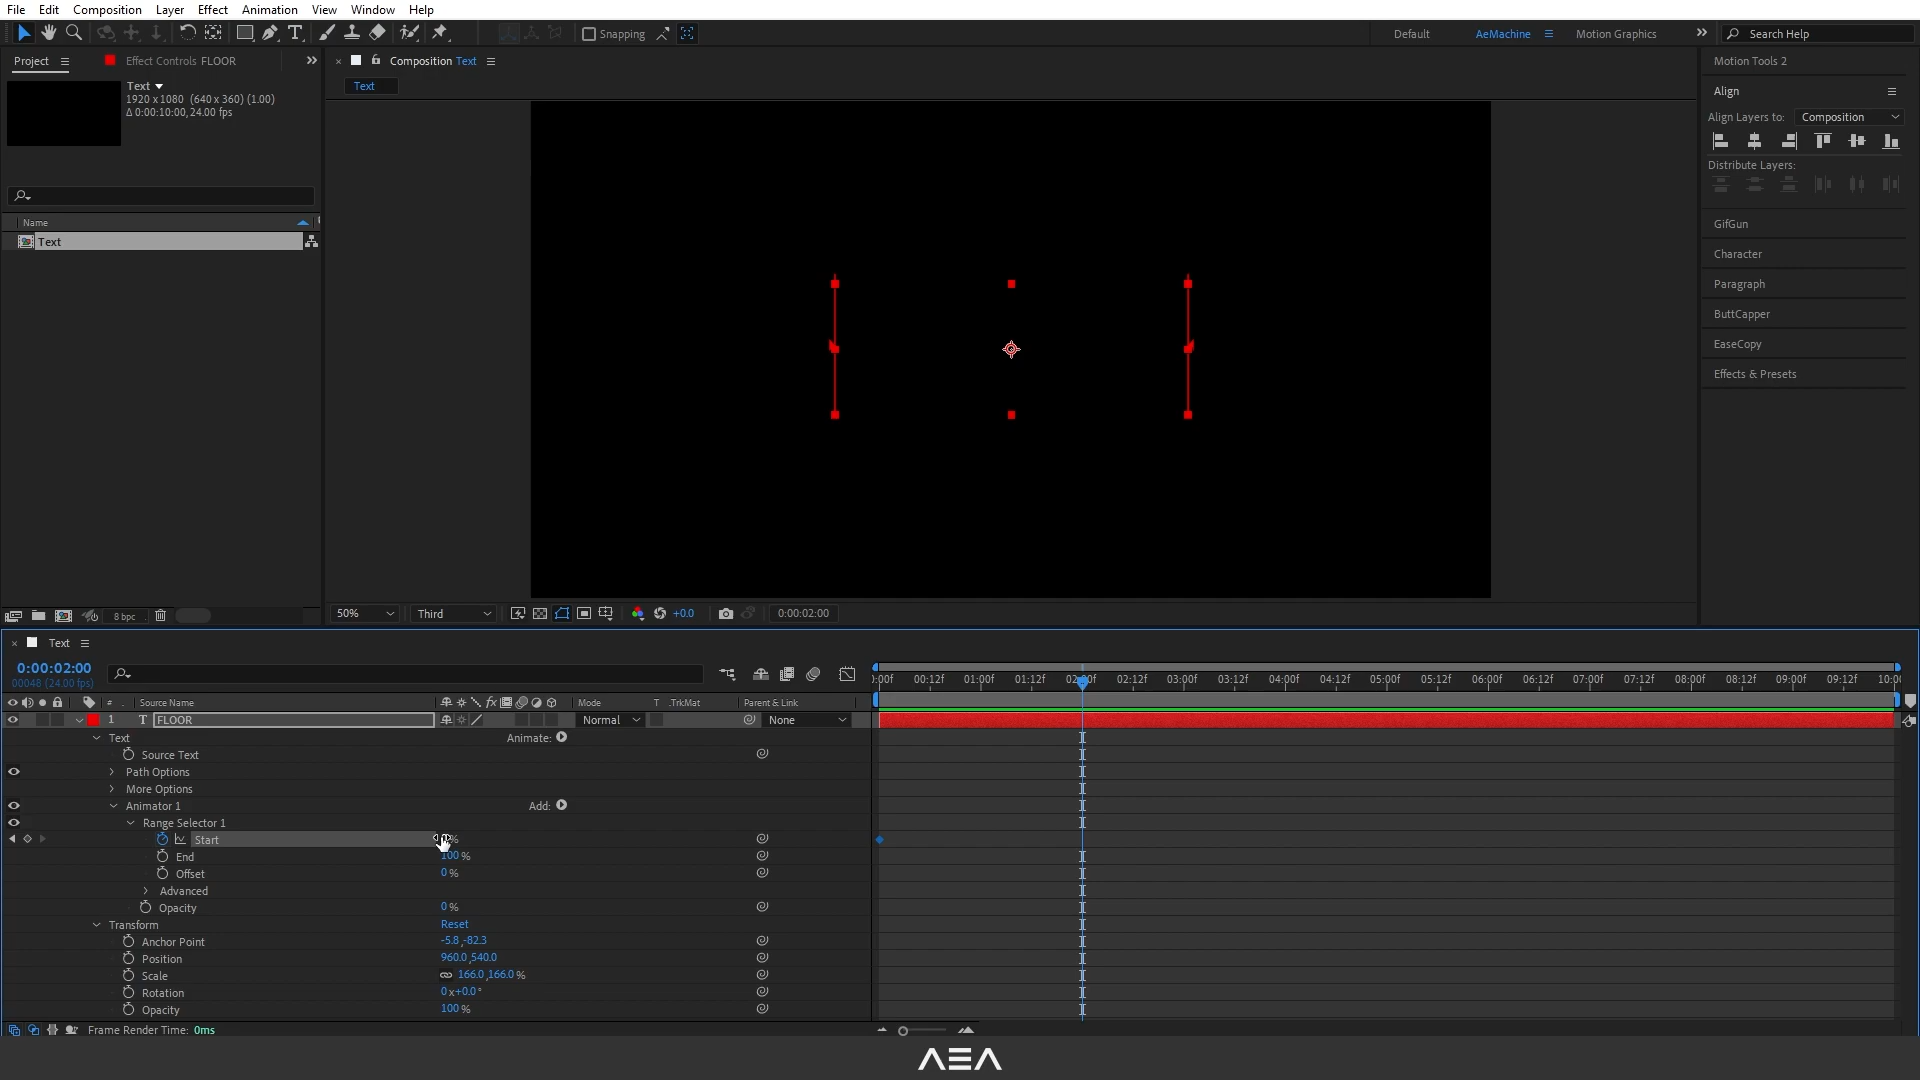 File Edit Composition Layer Effect Animation View Window Help
Snapping Default AeMachine Motion Graphics Search Help
Project Effect Controls FLOOR Composition Text Motion Tools 2
Text
1920 x 1080 (640 x 360) (1.00)
Δ 0:00:10:00, 24.00 fps
Text
Align
Align Layers to: Composition
Distribute Layers:
Name
Text
GifGun
Character
Paragraph
ButtCapper
EaseCopy
Effects & Presets
8 bpc 50% Third +0.0 0:00:02:00
Text
0:00:02:00
00048 (24.00 fps)
:00f 00:12f 01:00f 01:12f 02:00f 02:12f 03:00f 03:12f 04:00f 04:12f 05:00f 05:12f 06:00f 06:12f 07:00f 07:12f 08:00f 08:12f 09:00f 09:12f 10:00
# Source Name Mode T .TrkMat Parent & Link
1 T FLOOR Normal None
Text Animate:
Source Text
Path Options
More Options
Animator 1 Add:
Range Selector 1
Start %
End 100 %
Offset 0 %
Advanced
Opacity 0 %
Transform Reset
Anchor Point -5.8,-82.3
Position 960.0,540.0
Scale 166.0,166.0 %
Rotation 0x+0.0°
Opacity 100 %
Frame Render Time: 0ms